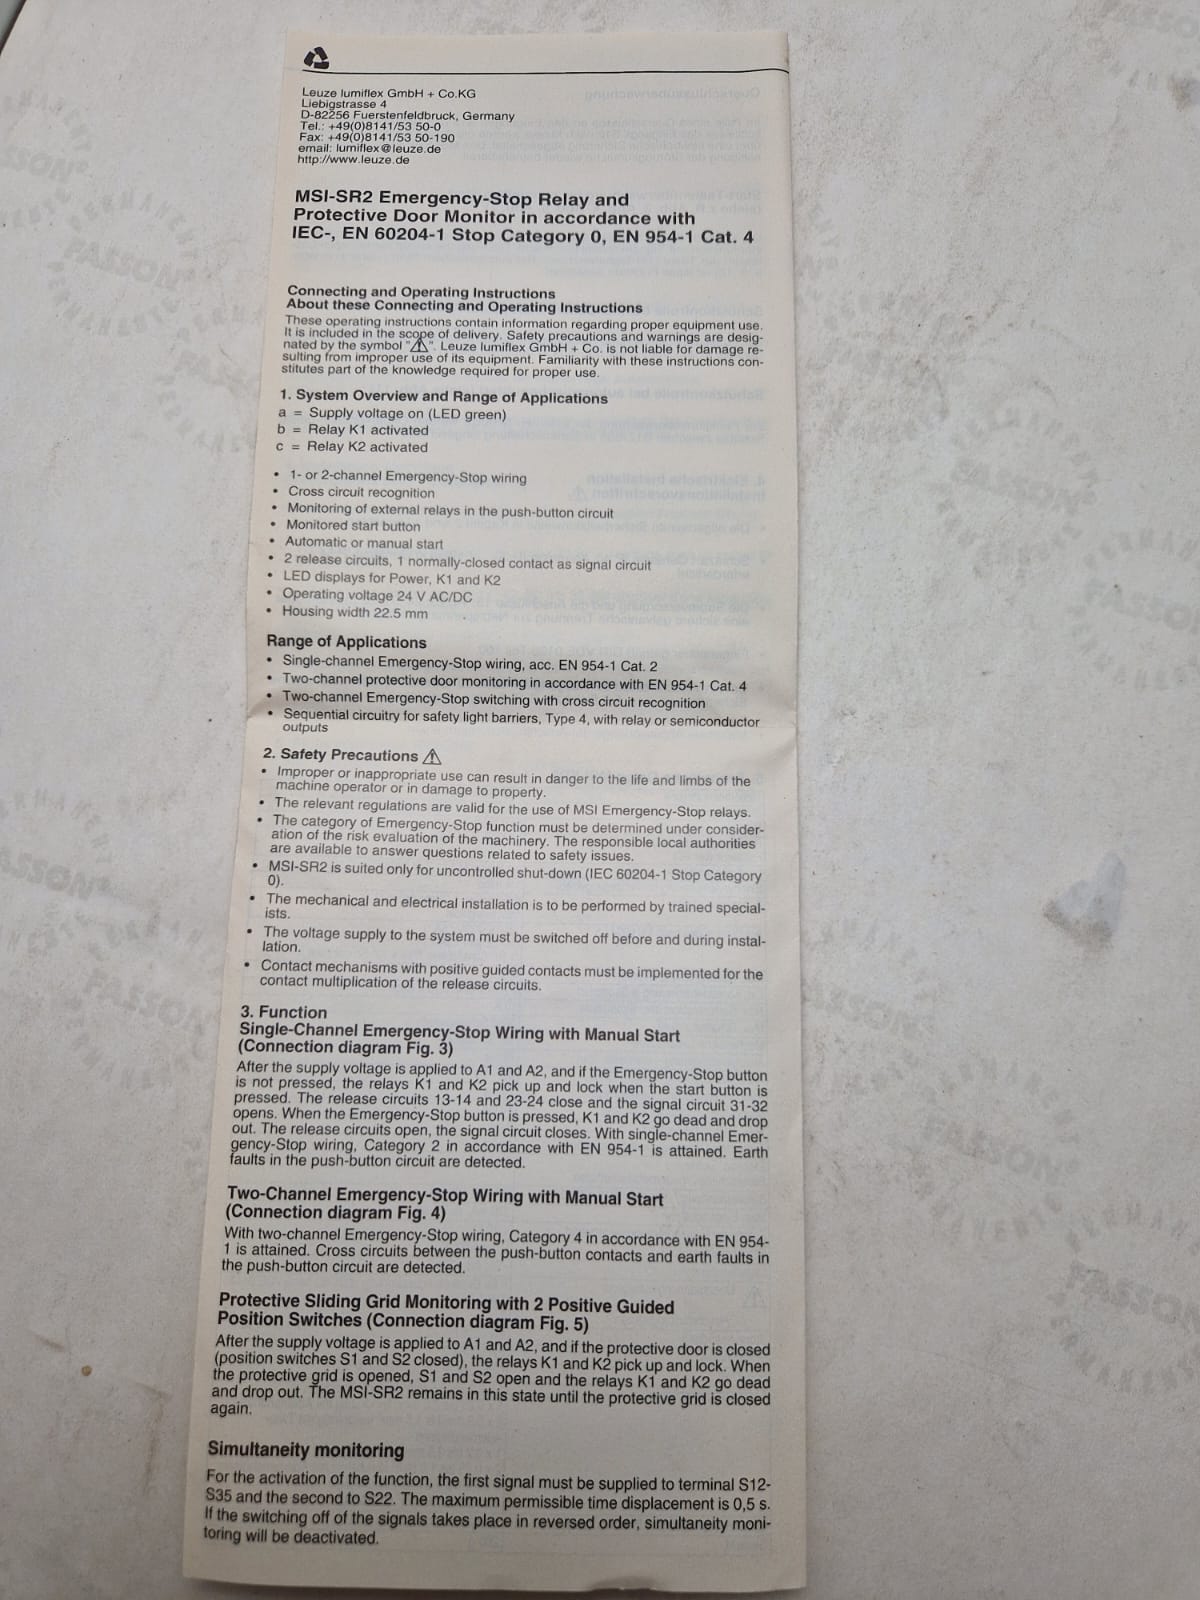 Leuze lumiflex GmbH + Co.KG
Liebigstrasse 4
D-82256 Fuerstenfeldbruck, Germany
Tel.: +49(0)8141/53 50-0
Fax: +49(0)8141/53 50-190
email: lumiflex@leuze.de
http://www.leuze.de
MSI-SR2 Emergency-Stop Relay and
Protective Door Monitor in accordance with
IEC-, EN 60204-1 Stop Category 0, EN 954-1 Cat. 4
Connecting and Operating Instructions
About these Connecting and Operating Instructions
These operating instructions contain information regarding proper equipment use.
It is included in the scope of delivery. Safety precautions and warnings are desig-
nated by the symbol "⚠". Leuze lumiflex GmbH + Co. is not liable for damage re-
sulting from improper use of its equipment. Familiarity with these instructions con-
stitutes part of the knowledge required for proper use.
1. System Overview and Range of Applications
a = Supply voltage on (LED green)
b = Relay K1 activated
c = Relay K2 activated
• 1- or 2-channel Emergency-Stop wiring
• Cross circuit recognition
• Monitoring of external relays in the push-button circuit
• Monitored start button
• Automatic or manual start
• 2 release circuits, 1 normally-closed contact as signal circuit
• LED displays for Power, K1 and K2
• Operating voltage 24 V AC/DC
• Housing width 22.5 mm
Range of Applications
• Single-channel Emergency-Stop wiring, acc. EN 954-1 Cat. 2
• Two-channel protective door monitoring in accordance with EN 954-1 Cat. 4
• Two-channel Emergency-Stop switching with cross circuit recognition
• Sequential circuitry for safety light barriers, Type 4, with relay or semiconductor
outputs
2. Safety Precautions ⚠
• Improper or inappropriate use can result in danger to the life and limbs of the
machine operator or in damage to property.
• The relevant regulations are valid for the use of MSI Emergency-Stop relays.
• The category of Emergency-Stop function must be determined under consider-
ation of the risk evaluation of the machinery. The responsible local authorities
are available to answer questions related to safety issues.
• MSI-SR2 is suited only for uncontrolled shut-down (IEC 60204-1 Stop Category
0).
• The mechanical and electrical installation is to be performed by trained special-
ists.
• The voltage supply to the system must be switched off before and during instal-
lation.
• Contact mechanisms with positive guided contacts must be implemented for the
contact multiplication of the release circuits.
3. Function
Single-Channel Emergency-Stop Wiring with Manual Start
(Connection diagram Fig. 3)
After the supply voltage is applied to A1 and A2, and if the Emergency-Stop button
is not pressed, the relays K1 and K2 pick up and lock when the start button is
pressed. The release circuits 13-14 and 23-24 close and the signal circuit 31-32
opens. When the Emergency-Stop button is pressed, K1 and K2 go dead and drop
out. The release circuits open, the signal circuit closes. With single-channel Emer-
gency-Stop wiring, Category 2 in accordance with EN 954-1 is attained. Earth
faults in the push-button circuit are detected.
Two-Channel Emergency-Stop Wiring with Manual Start
(Connection diagram Fig. 4)
With two-channel Emergency-Stop wiring, Category 4 in accordance with EN 954-
1 is attained. Cross circuits between the push-button contacts and earth faults in
the push-button circuit are detected.
Protective Sliding Grid Monitoring with 2 Positive Guided
Position Switches (Connection diagram Fig. 5)
After the supply voltage is applied to A1 and A2, and if the protective door is closed
(position switches S1 and S2 closed), the relays K1 and K2 pick up and lock. When
the protective grid is opened, S1 and S2 open and the relays K1 and K2 go dead
and drop out. The MSI-SR2 remains in this state until the protective grid is closed
again.
Simultaneity monitoring
For the activation of the function, the first signal must be supplied to terminal S12-
S35 and the second to S22. The maximum permissible time displacement is 0,5 s.
If the switching off of the signals takes place in reversed order, simultaneity moni-
toring will be deactivated.
PASSON
FASSON
FASSON
FASSON